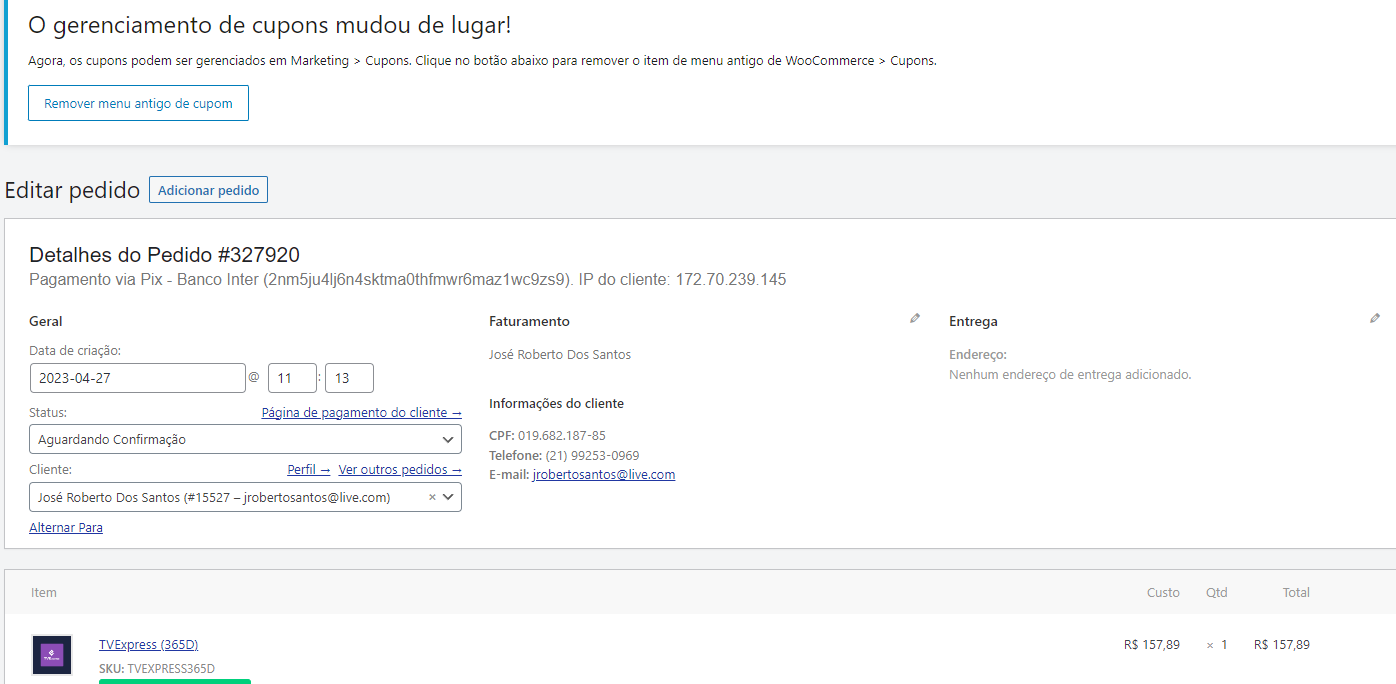 O gerenciamento de cupons mudou de lugar!
Agora, os cupons podem ser gerenciados em Marketing > Cupons. Clique no botão abaixo para remover o item de menu antigo de WooCommerce > Cupons.
Remover menu antigo de cupom
Editar pedido Adicionar pedido
Detalhes do Pedido #327920
Pagamento via Pix - Banco Inter (2nm5ju4lj6n4sktma0thfmwr6maz1wc9zs9). IP do cliente: 172.70.239.145
Geral
Data de criação:
2023-04-27 @ 11 : 13
Status: Página de pagamento do cliente →
Aguardando Confirmação
Cliente: Perfil → Ver outros pedidos →
José Roberto Dos Santos (#15527 – jrobertosantos@live.com) ×
Alternar Para
Faturamento
José Roberto Dos Santos
Informações do cliente
CPF: 019.682.187-85
Telefone: (21) 99253-0969
E-mail: jrobertosantos@live.com
Entrega
Endereço:
Nenhum endereço de entrega adicionado.
Item Custo Qtd Total
TVExpress (365D) R$ 157,89 × 1 R$ 157,89
SKU: TVEXPRESS365D